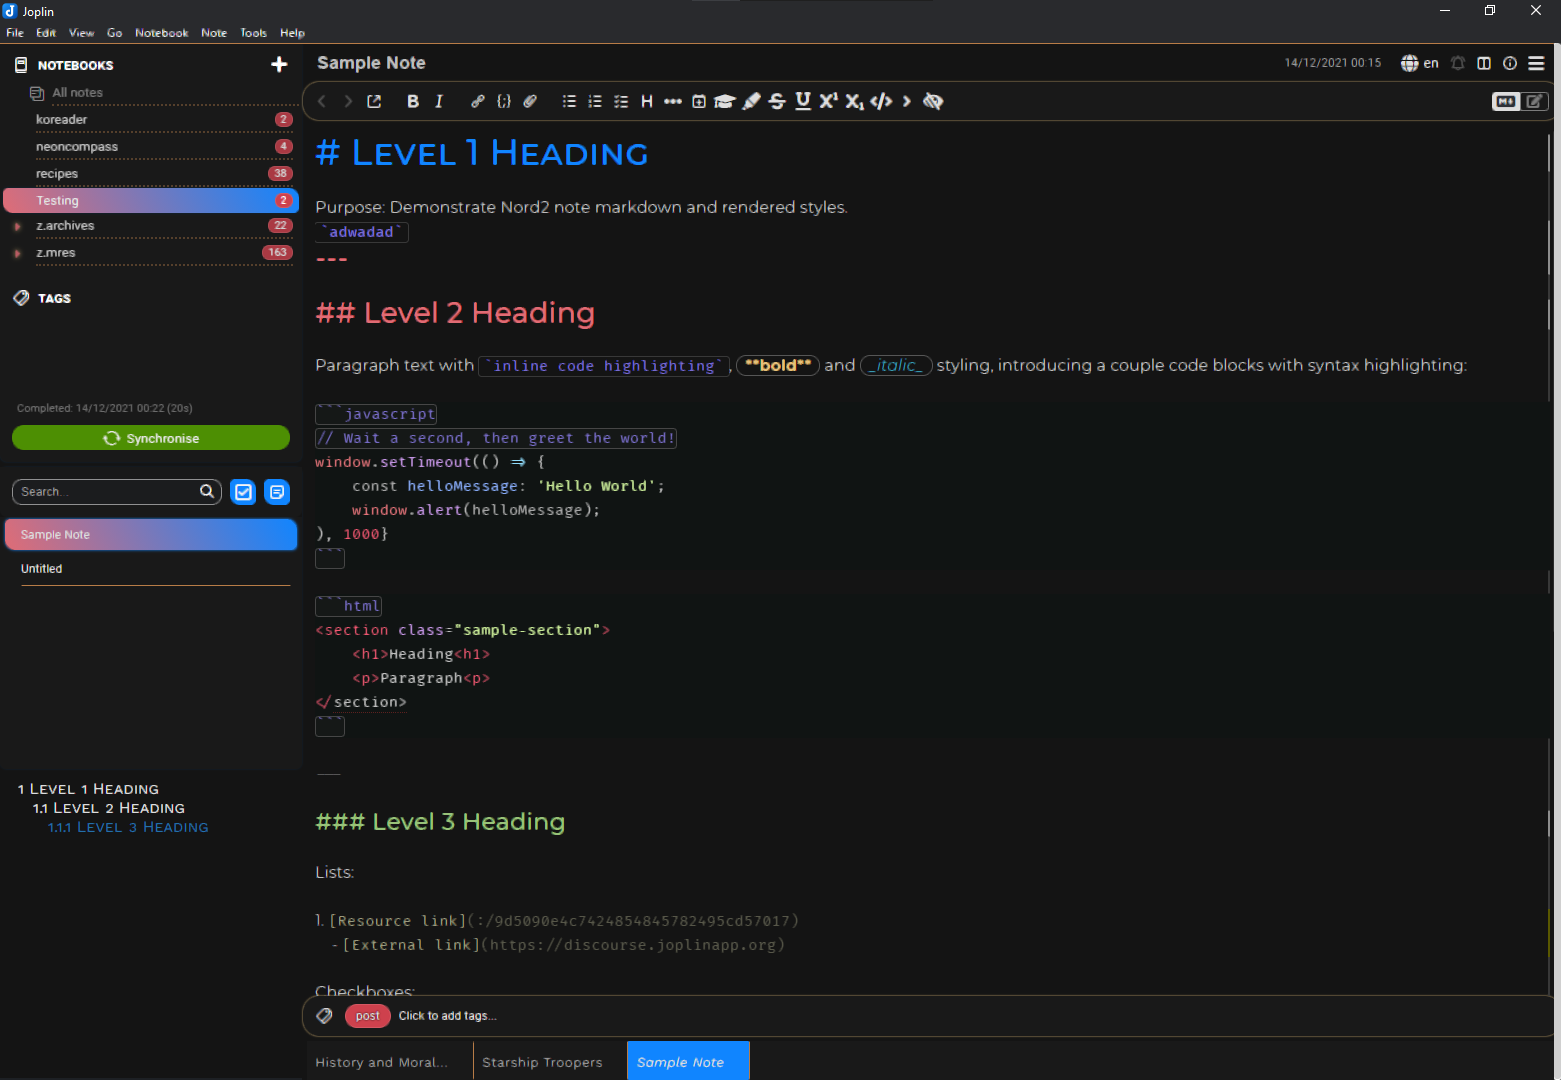 Joplin
File Edit View Go Notebook Note Tools Help
NOTEBOOKS
All notes
koreader 2
neoncompass 4
recipes 38
Testing 2
z.archives 22
z.mres 163
TAGS
Completed: 14/12/2021 00:22 (20s)
Synchronise
Search...
Sample Note
Untitled
1 Level 1 Heading
1.1 Level 2 Heading
1.1.1 Level 3 Heading
Sample Note
14/12/2021 00:15 en
# Level 1 Heading
Purpose: Demonstrate Nord2 note markdown and rendered styles.
`adwadad`
---
## Level 2 Heading
Paragraph text with `inline code highlighting`, **bold** and _italic_ styling, introducing a couple code blocks with syntax highlighting:
```javascript
// Wait a second, then greet the world!
window.setTimeout(() => {
    const helloMessage: 'Hello World';
    window.alert(helloMessage);
), 1000}
```
```html
<section class="sample-section">
    <h1>Heading<h1>
    <p>Paragraph<p>
</section>
```
### Level 3 Heading
Lists:
1. [Resource link](:/9d5090e4c7424854845782495cd57017)
- [External link](https://discourse.joplinapp.org)
Checkboxes:
post Click to add tags...
History and Moral... Starship Troopers Sample Note